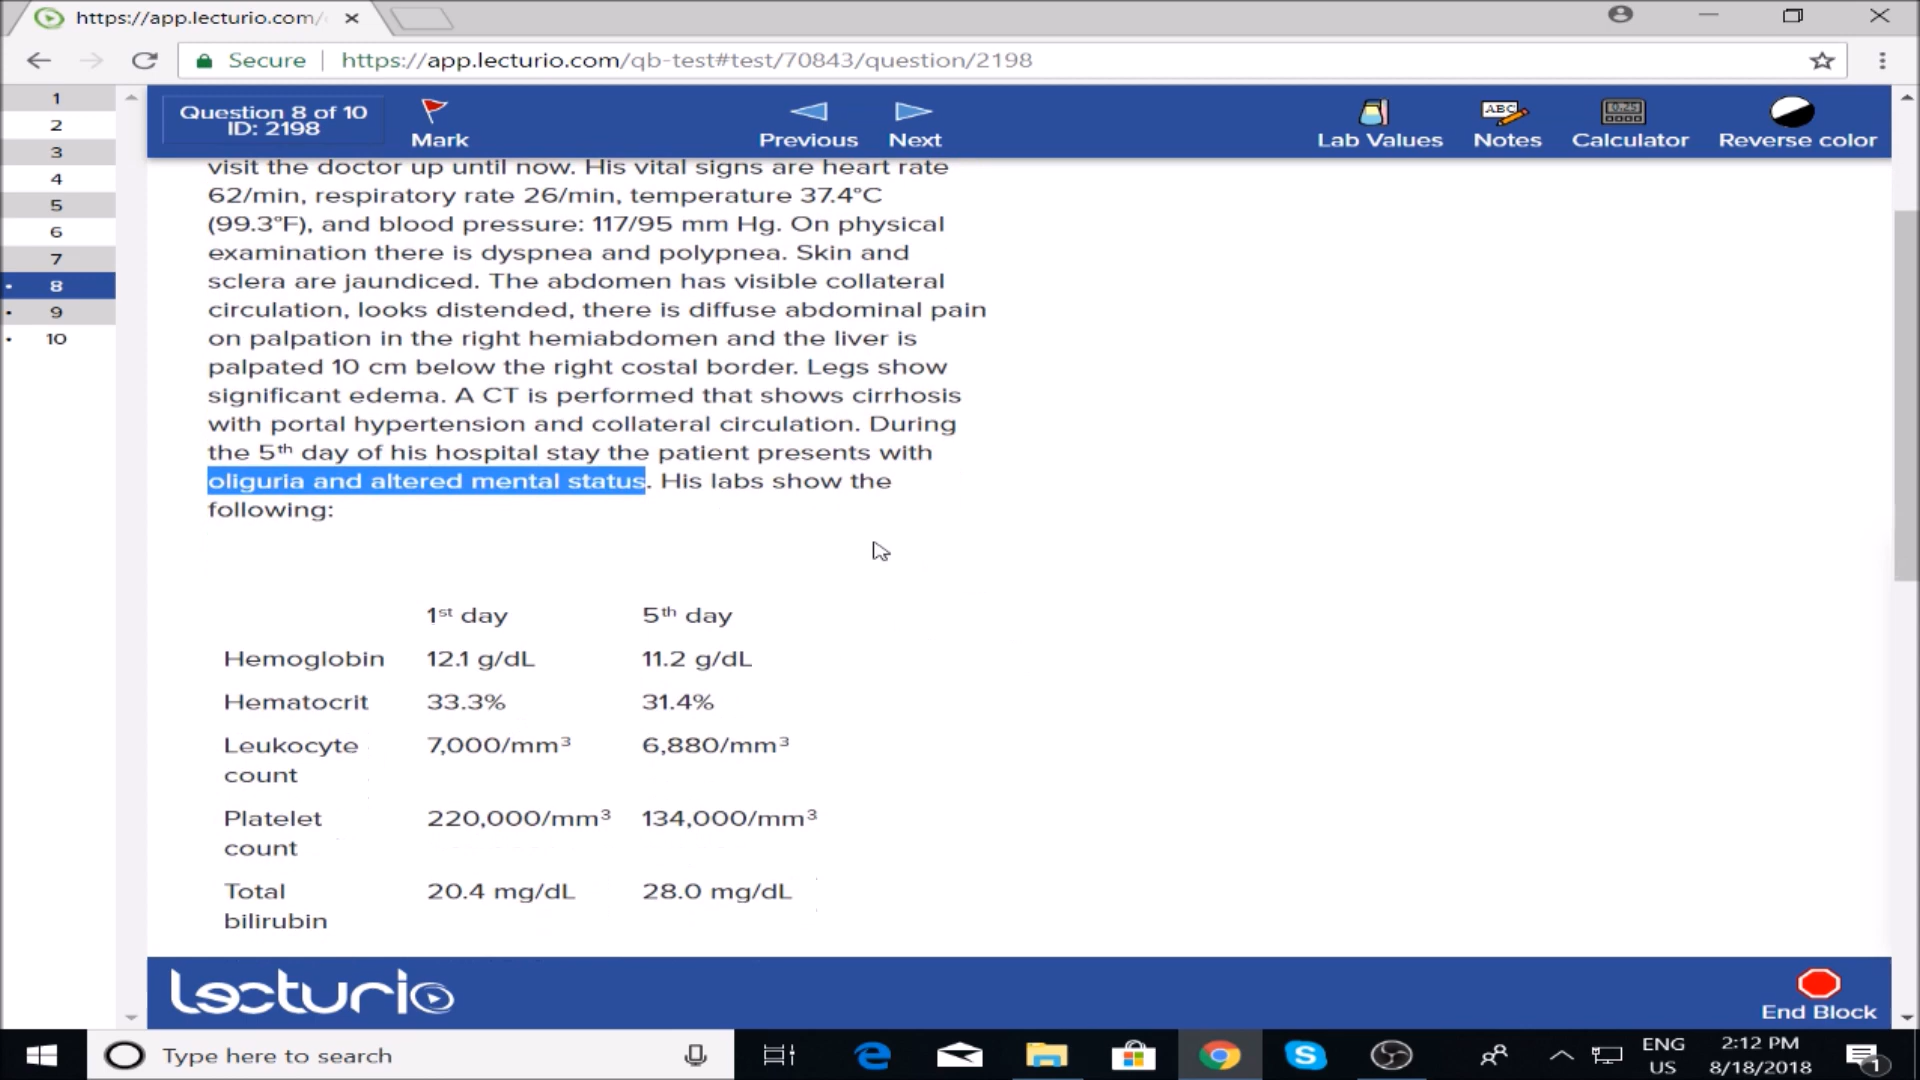 https://app.lecturio.com/
Secure | https://app.lecturio.com/qb-test#test/70843/question/2198
1
2
3
4
5
6
7
8
9
10
Question 8 of 10
ID: 2198
Mark
Previous
Next
Lab Values
ABC
Notes
0.25
Calculator
Reverse color
visit the doctor up until now. His vital signs are heart rate
62/min, respiratory rate 26/min, temperature 37.4°C
(99.3°F), and blood pressure: 117/95 mm Hg. On physical
examination there is dyspnea and polypnea. Skin and
sclera are jaundiced. The abdomen has visible collateral
circulation, looks distended, there is diffuse abdominal pain
on palpation in the right hemiabdomen and the liver is
palpated 10 cm below the right costal border. Legs show
significant edema. A CT is performed that shows cirrhosis
with portal hypertension and collateral circulation. During
the 5th day of his hospital stay the patient presents with
oliguria and altered mental status. His labs show the
following:
1st day 5th day
Hemoglobin 12.1 g/dL 11.2 g/dL
Hematocrit 33.3% 31.4%
Leukocyte count 7,000/mm³ 6,880/mm³
Platelet count 220,000/mm³ 134,000/mm³
Total bilirubin 20.4 mg/dL 28.0 mg/dL
lecturio
End Block
Type here to search
ENG
US
2:12 PM
8/18/2018
1